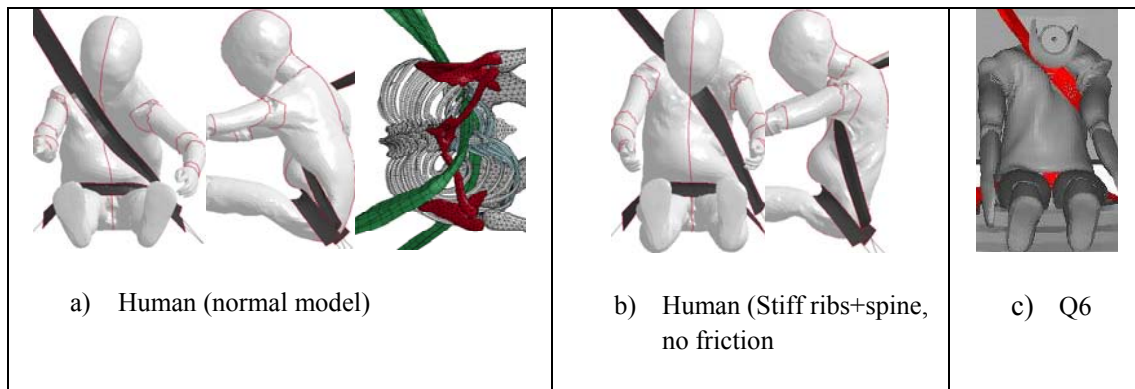 a) Human (normal model)
b) Human (Stiff ribs+spine,
no friction
c) Q6